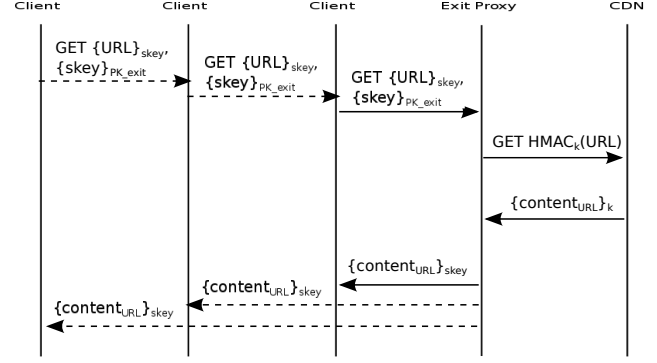 Client Client Client Exit Proxy CDN
GET {URL}skey,
{skey}PK_exit
GET {URL}skey,
{skey}PK_exit
GET {URL}skey,
{skey}PK_exit
GET HMACk(URL)
{contentURL}k
{contentURL}skey
{contentURL}skey
{contentURL}skey